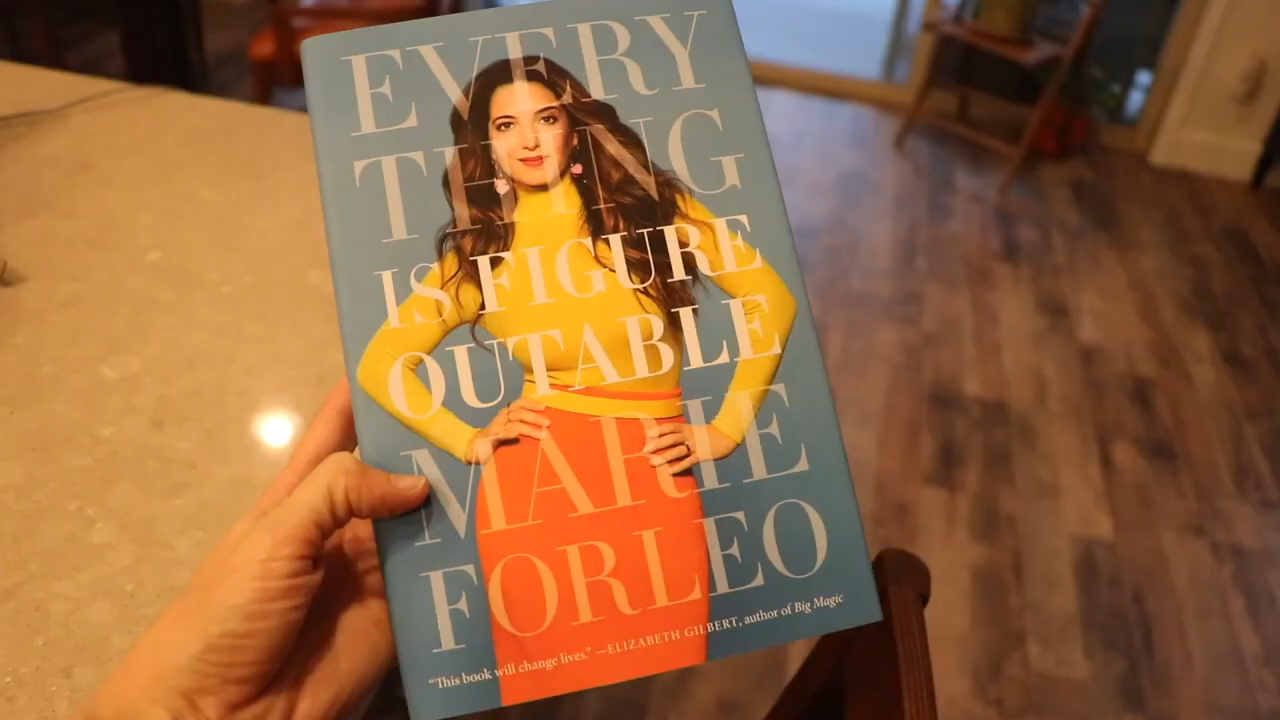 EVERY
THING
IS FIGURE
OUTABLE
MARIE
FORLEO
“This book will change lives.” —ELIZABETH GILBERT, author of Big Magic